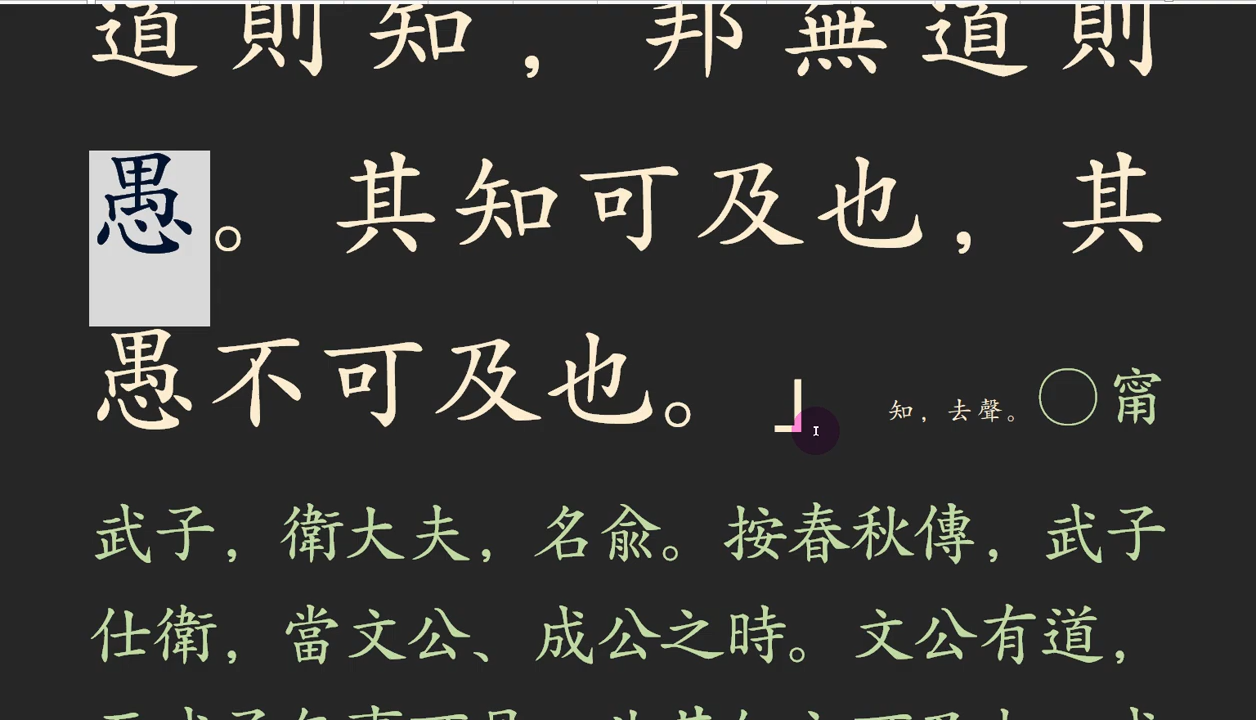 道則知，邦無道則
愚。其知可及也，其
愚不可及也。」 知，去聲。○甯
武子，衛大夫，名俞。按春秋傳，武子
仕衛，當文公、成公之時。文公有道，